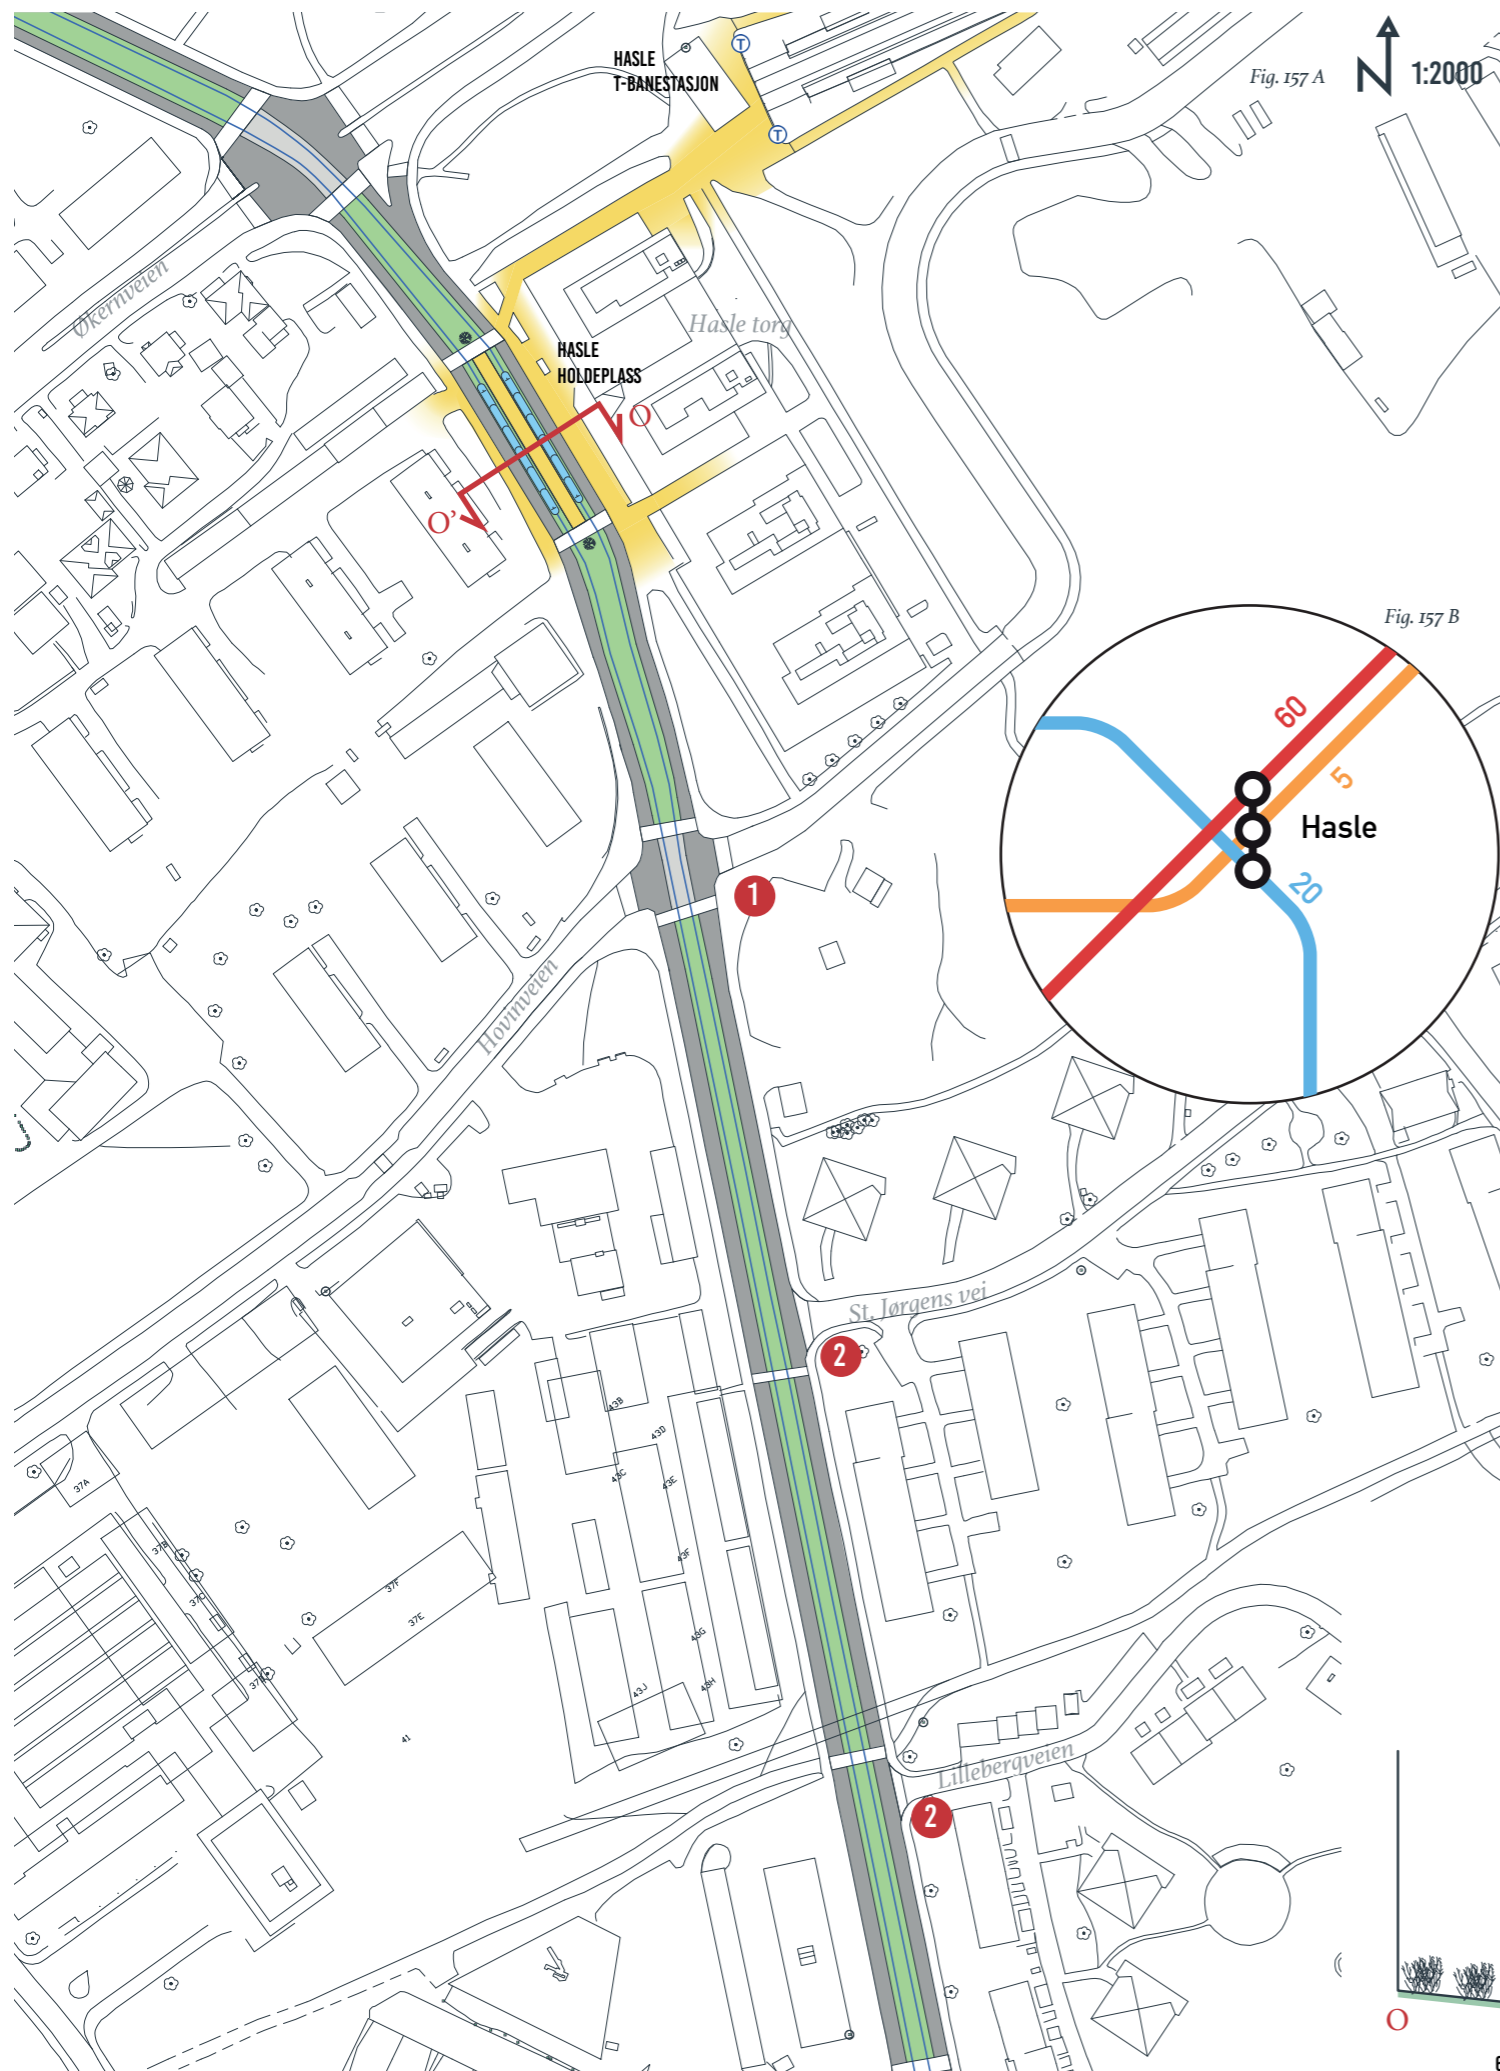 HASLE
T-BANESTASJON
T
T
Fig. 157 A
N
1:2000
Økernveien
Hasle torg
HASLE
HOLDEPLASS
O
O’
Fig. 157 B
60
5
Hasle
20
1
Hovinveien
St. Jørgens vei
2
43B
43D
43C
43E
43F
43G
43H
43J
37A
37B
37F
37E
41
Lillebergveien
2
O